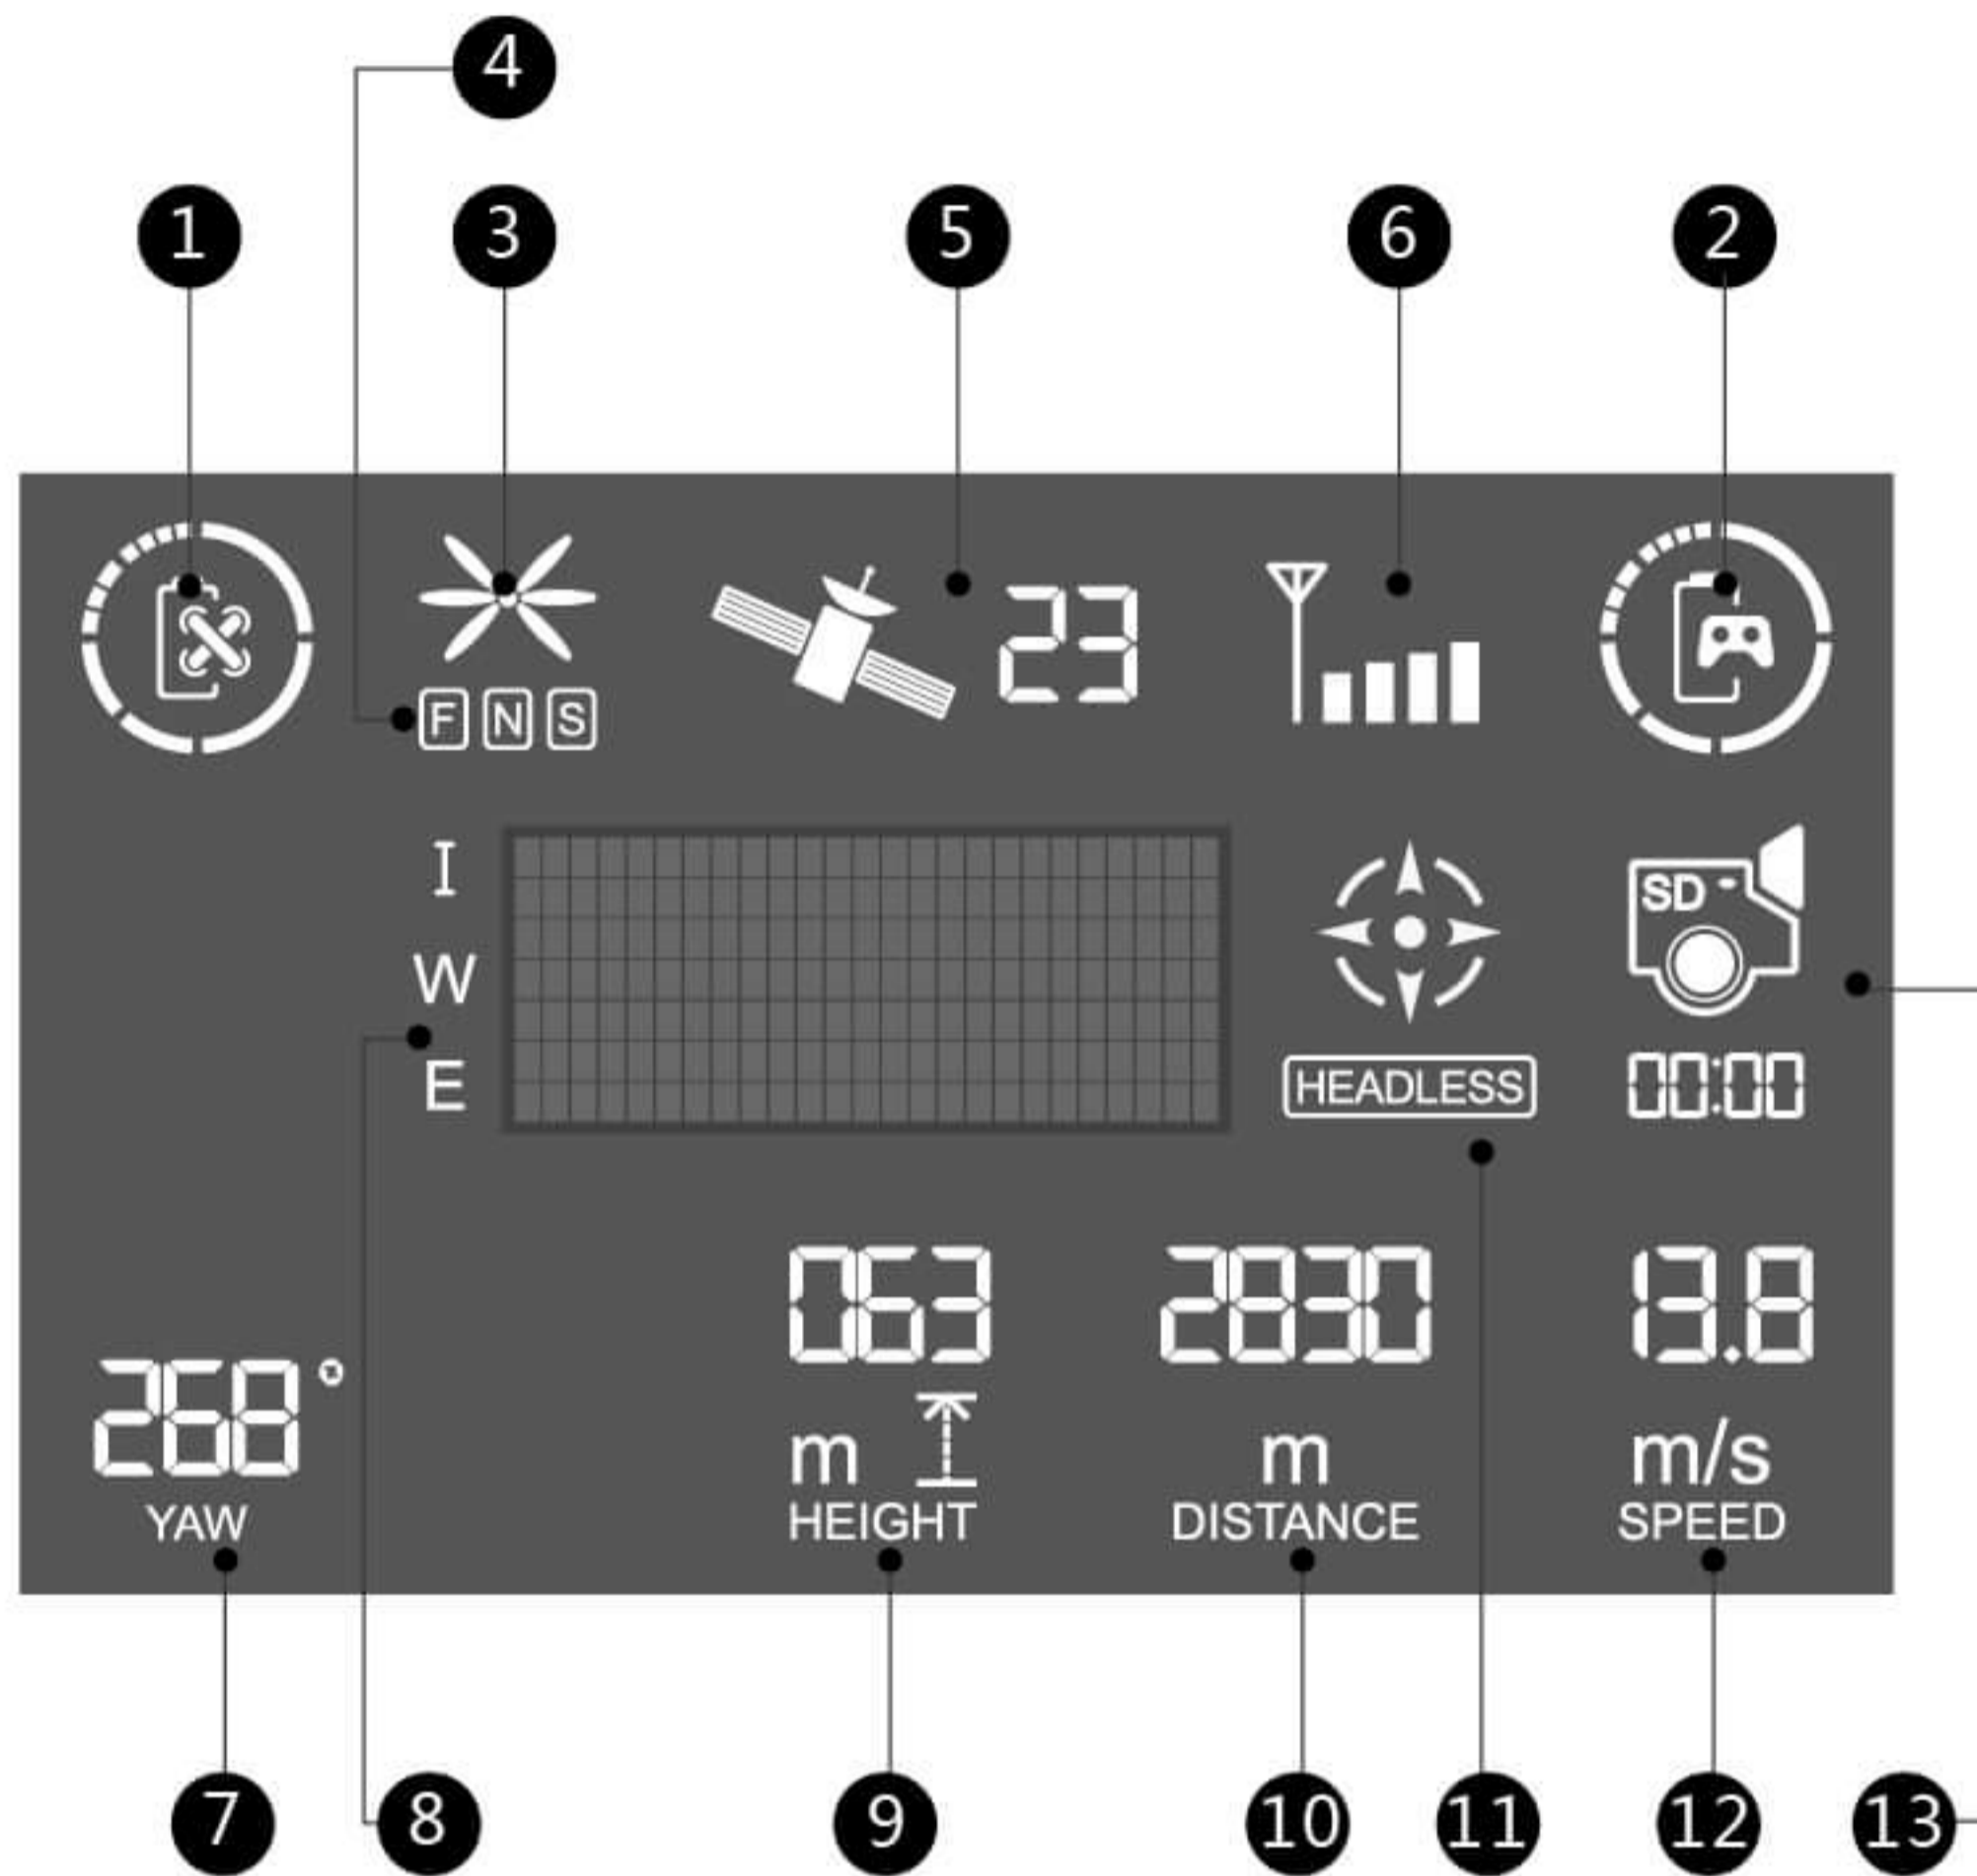 4
1 3 5 6 2
23
F N S
I
W
SD
E
HEADLESS
00:00
063 2830 13.8
268°
m m m/s
YAW HEIGHT DISTANCE SPEED
7 8 9 10 11 12 13